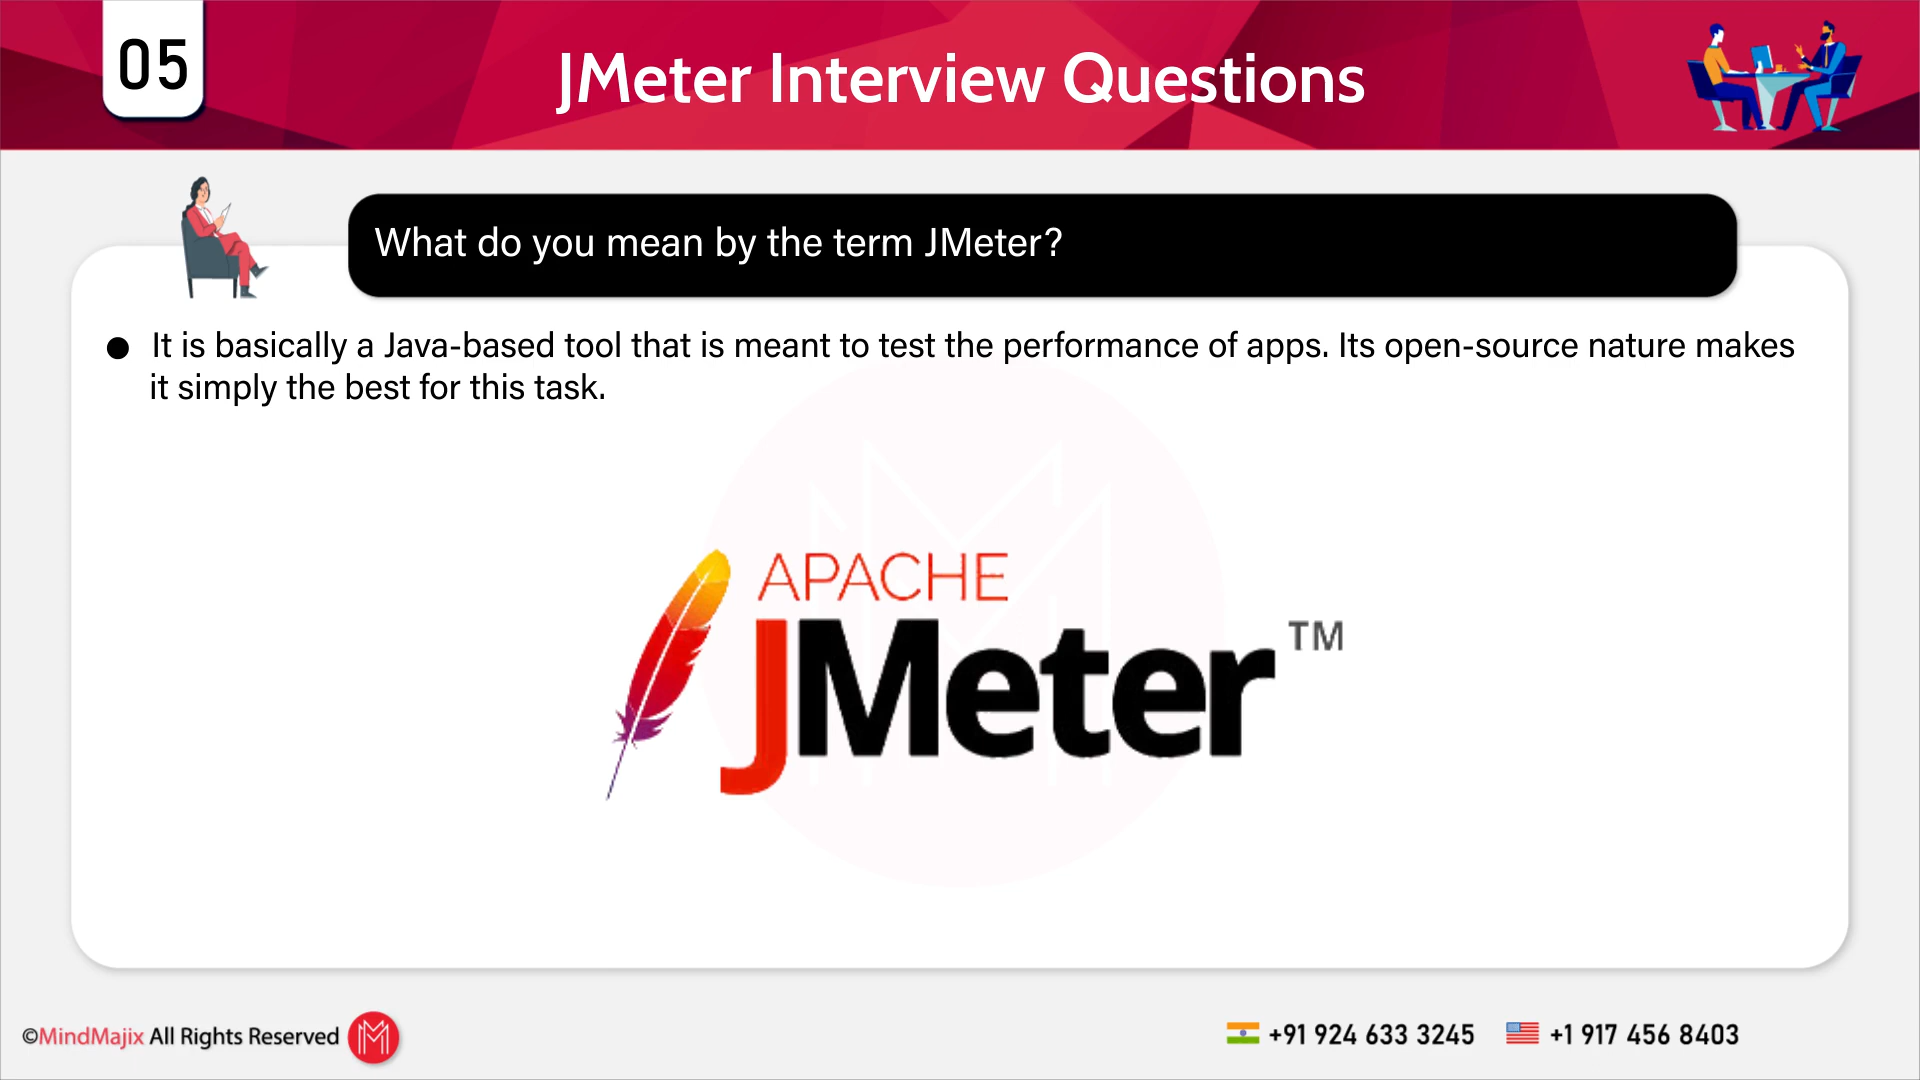 05
JMeter Interview Questions
What do you mean by the term JMeter?
● It is basically a Java-based tool that is meant to test the performance of apps. Its open-source nature makes
it simply the best for this task.
APACHE
JMeter™
©MindMajix All Rights Reserved
+91 924 633 3245
+1 917 456 8403